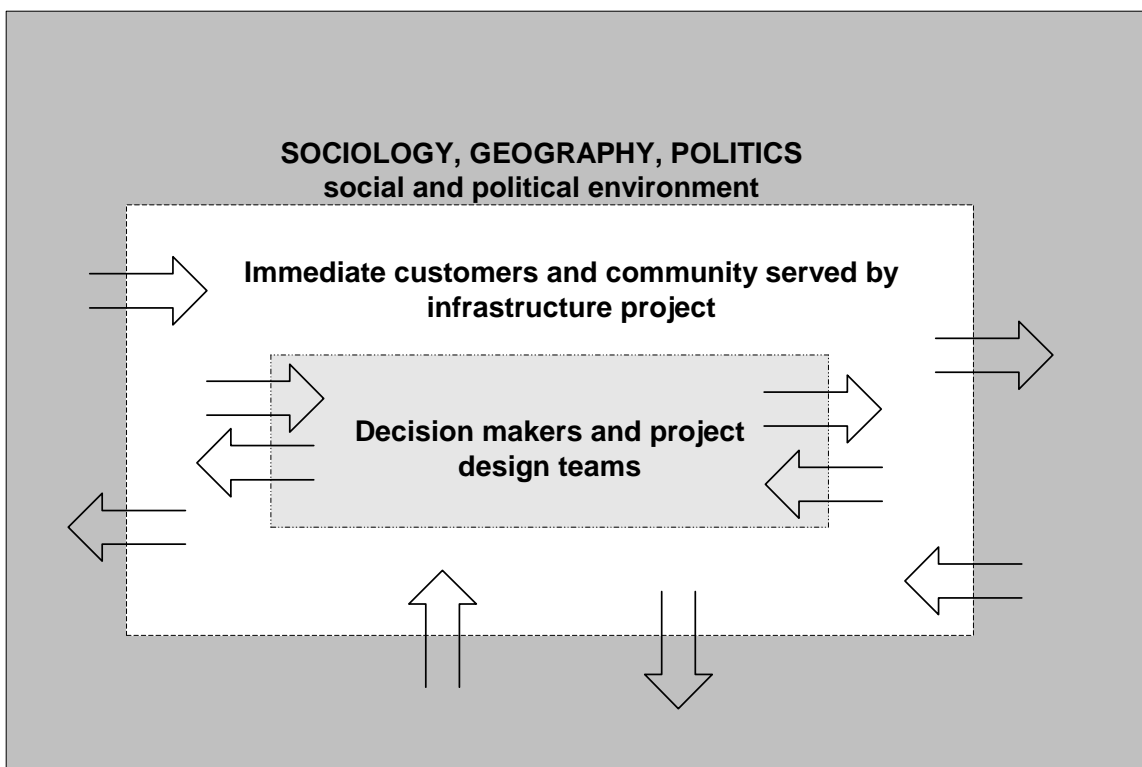 SOCIOLOGY, GEOGRAPHY, POLITICS
social and political environment
Immediate customers and community served by
infrastructure project
Decision makers and project
design teams